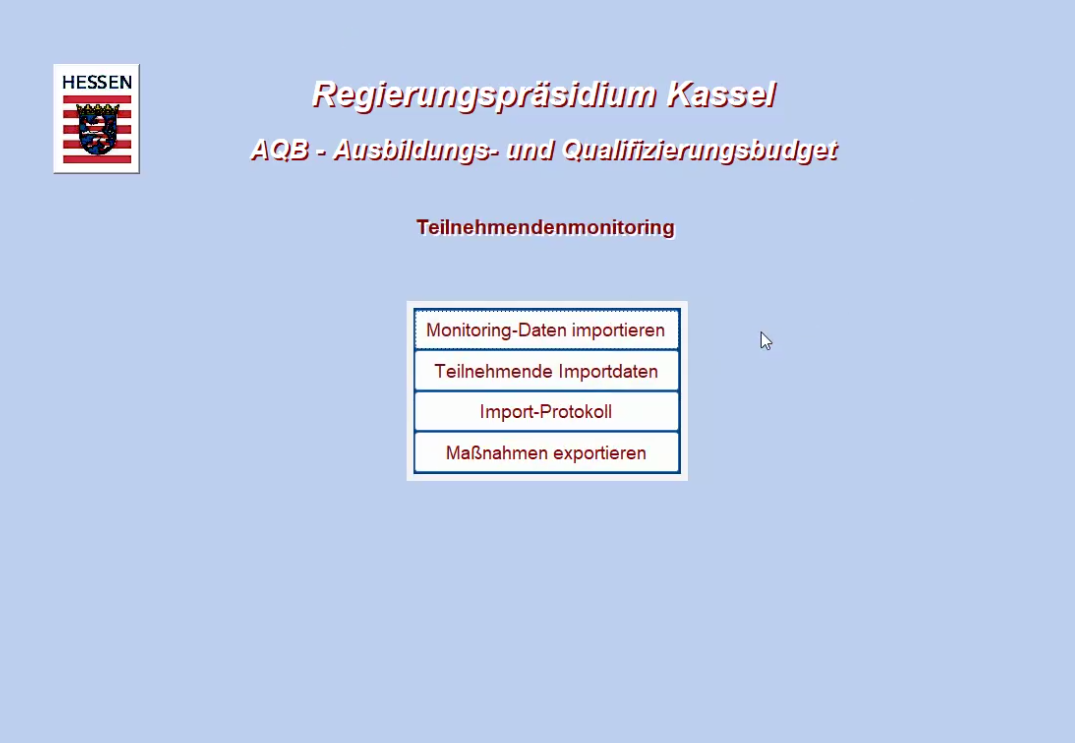 HESSEN
Regierungspräsidium Kassel
AQB - Ausbildungs- und Qualifizierungsbudget
Teilnehmendenmonitoring
Monitoring-Daten importieren
Teilnehmende Importdaten
Import-Protokoll
Maßnahmen exportieren